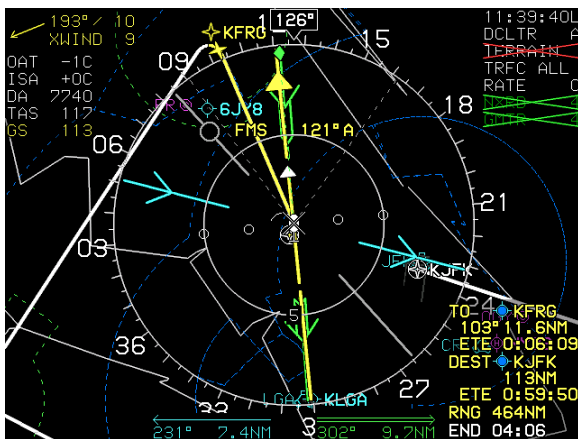 193°/ 10
XWIND 9
OAT -1C
ISA +0C
DA 7740
TAS 117
GS 113
KFRG
126°
15
11:39:40L
DCLTR A
TERRAIN
TRFC ALL
RATE
09
6JY8
18
FMS 121°A
06
21
03
KJFK
24
TO KFRG
103° 11.6NM
ETE 0:06:09
DEST KJFK
113NM
ETE 0:59:50
RNG 464NM
END 04:06
36
27
LGA KLGA
231° 7.4NM
302° 9.7NM